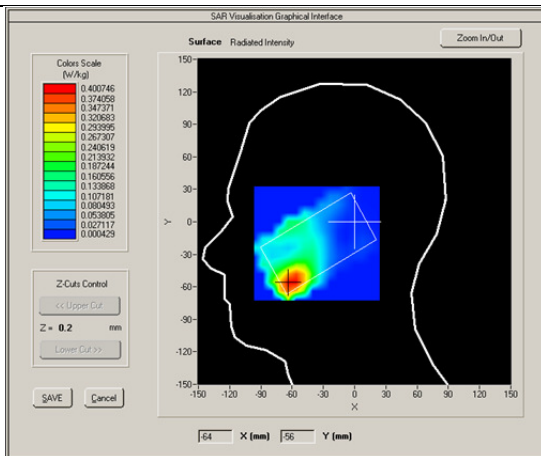 SAR Visualisation Graphical Interface
Surface Radiated Intensity
Zoom In/Out
Colors Scale
(W/kg)
0.400746
0.374058
0.347371
0.320683
0.293995
0.267307
0.240619
0.213932
0.187244
0.160556
0.133868
0.107181
0.080493
0.053805
0.027117
0.000429
150
120
90
60
30
0
-30
-60
-90
-120
-150
Y
-150 -120 -90 -60 -30 0 30 60 90 120 150
X
Z-Cuts Control
<< Upper Cut
Z = 0.2 mm
Lower Cut >>
SAVE Cancel
-64 X (mm) -56 Y (mm)